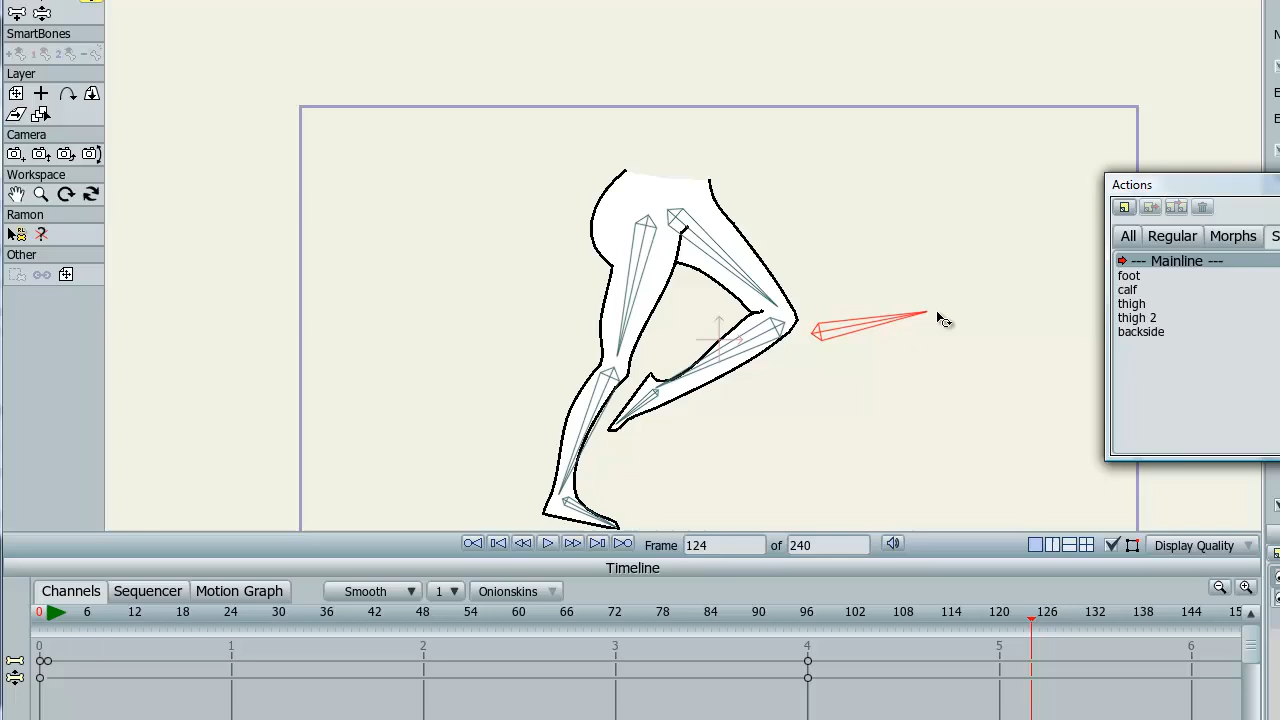 SmartBones
1
2
Layer
Camera
Workspace
Ramon
?
Other
Actions
All Regular Morphs S
--- Mainline ---
foot
calf
thigh
thigh 2
backside
Frame 124 of 240 Display Quality
Timeline
Channels Sequencer Motion Graph Smooth 1 Onionskins
0 6 12 18 24 30 36 42 48 54 60 66 72 78 84 90 96 102 108 114 120 126 132 138 144 15
0 1 2 3 4 5 6